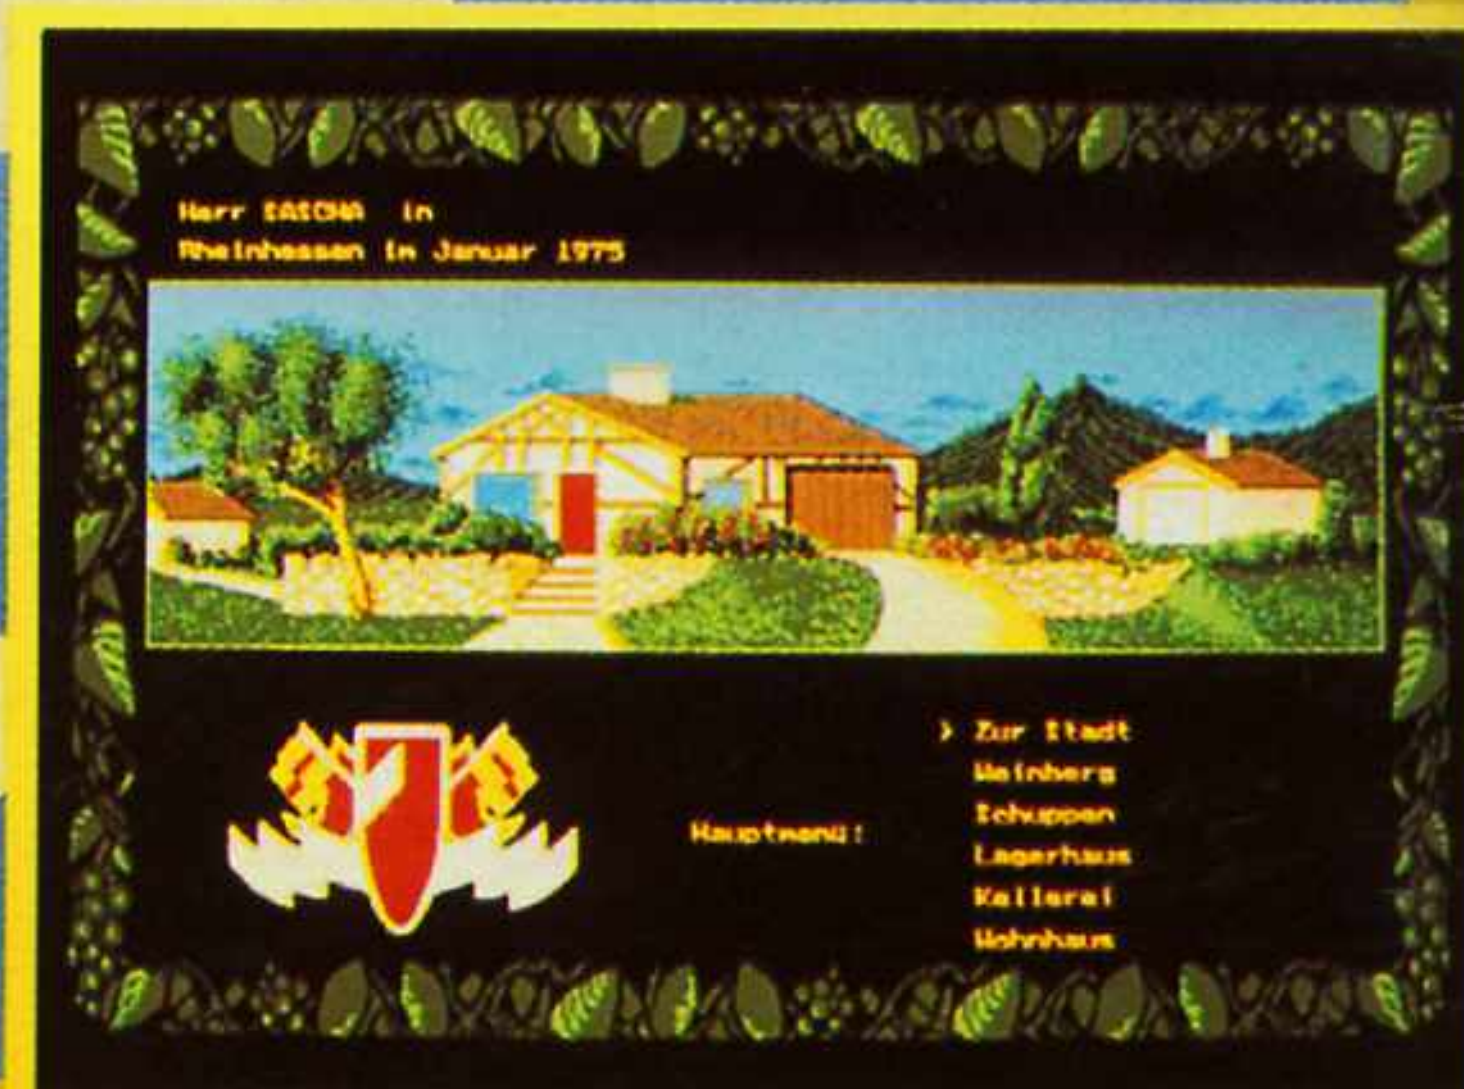 Herr SASCHA in
Rheinhessen im Januar 1975
> Zur Stadt
Weinberg
Schuppen
Hauptmenü!
Lagerhaus
Kellerei
Wohnhaus